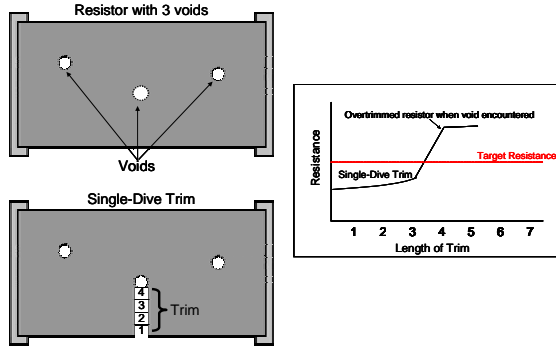 Resistor with 3 voids
Voids
Single-Dive Trim
4
3
2
1
Trim
Overtrimmed resistor when void encountered
Target Resistance
Single-Dive Trim
Resistance
1 2 3 4 5 6 7
Length of Trim